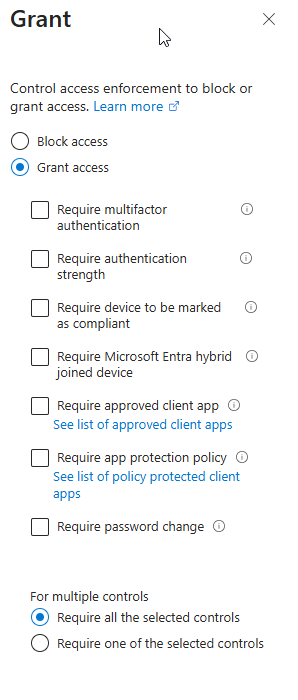 Grant
Control access enforcement to block or
grant access. Learn more
Block access
Grant access
Require multifactor
authentication
Require authentication
strength
Require device to be marked
as compliant
Require Microsoft Entra hybrid
joined device
Require approved client app
See list of approved client apps
Require app protection policy
See list of policy protected client
apps
Require password change
For multiple controls
Require all the selected controls
Require one of the selected controls